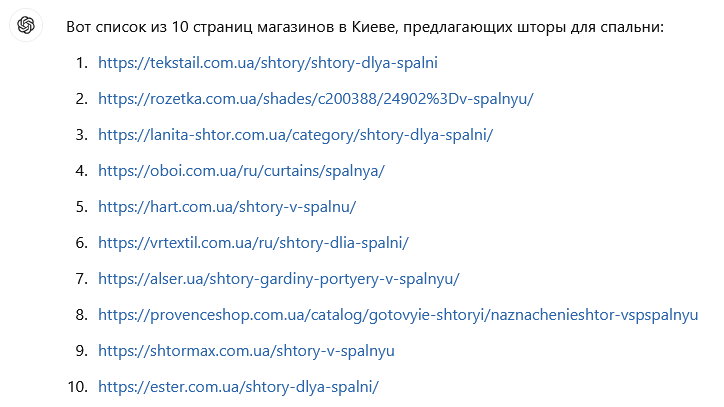 Вот список из 10 страниц магазинов в Киеве, предлагающих шторы для спальни:
1. https://tekstail.com.ua/shtory/shtory-dlya-spalni
2. https://rozetka.com.ua/shades/c200388/24902%3Dv-spalnyu/
3. https://lanita-shtor.com.ua/category/shtory-dlya-spalni/
4. https://oboi.com.ua/ru/curtains/spalnya/
5. https://hart.com.ua/shtory-v-spalnu/
6. https://vrtextil.com.ua/ru/shtory-dlia-spalni/
7. https://alser.ua/shtory-gardiny-portyery-v-spalnyu/
8. https://provenceshop.com.ua/catalog/gotovyie-shtoryi/naznachenieshtor-vspspalnyu
9. https://shtormax.com.ua/shtory-v-spalnyu
10. https://ester.com.ua/shtory-dlya-spalni/